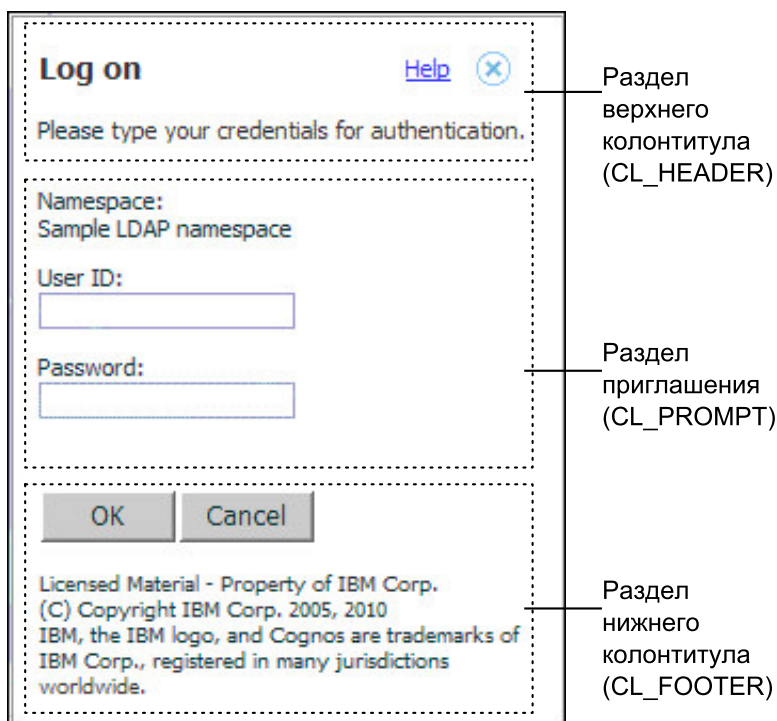 Log on
Help
Please type your credentials for authentication.
Раздел
верхнего
колонтитула
(CL_HEADER)
Namespace:
Sample LDAP namespace
User ID:
Password:
Раздел
приглашения
(CL_PROMPT)
OK
Cancel
Licensed Material - Property of IBM Corp.
(C) Copyright IBM Corp. 2005, 2010
IBM, the IBM logo, and Cognos are trademarks of
IBM Corp., registered in many jurisdictions
worldwide.
Раздел
нижнего
колонтитула
(CL_FOOTER)